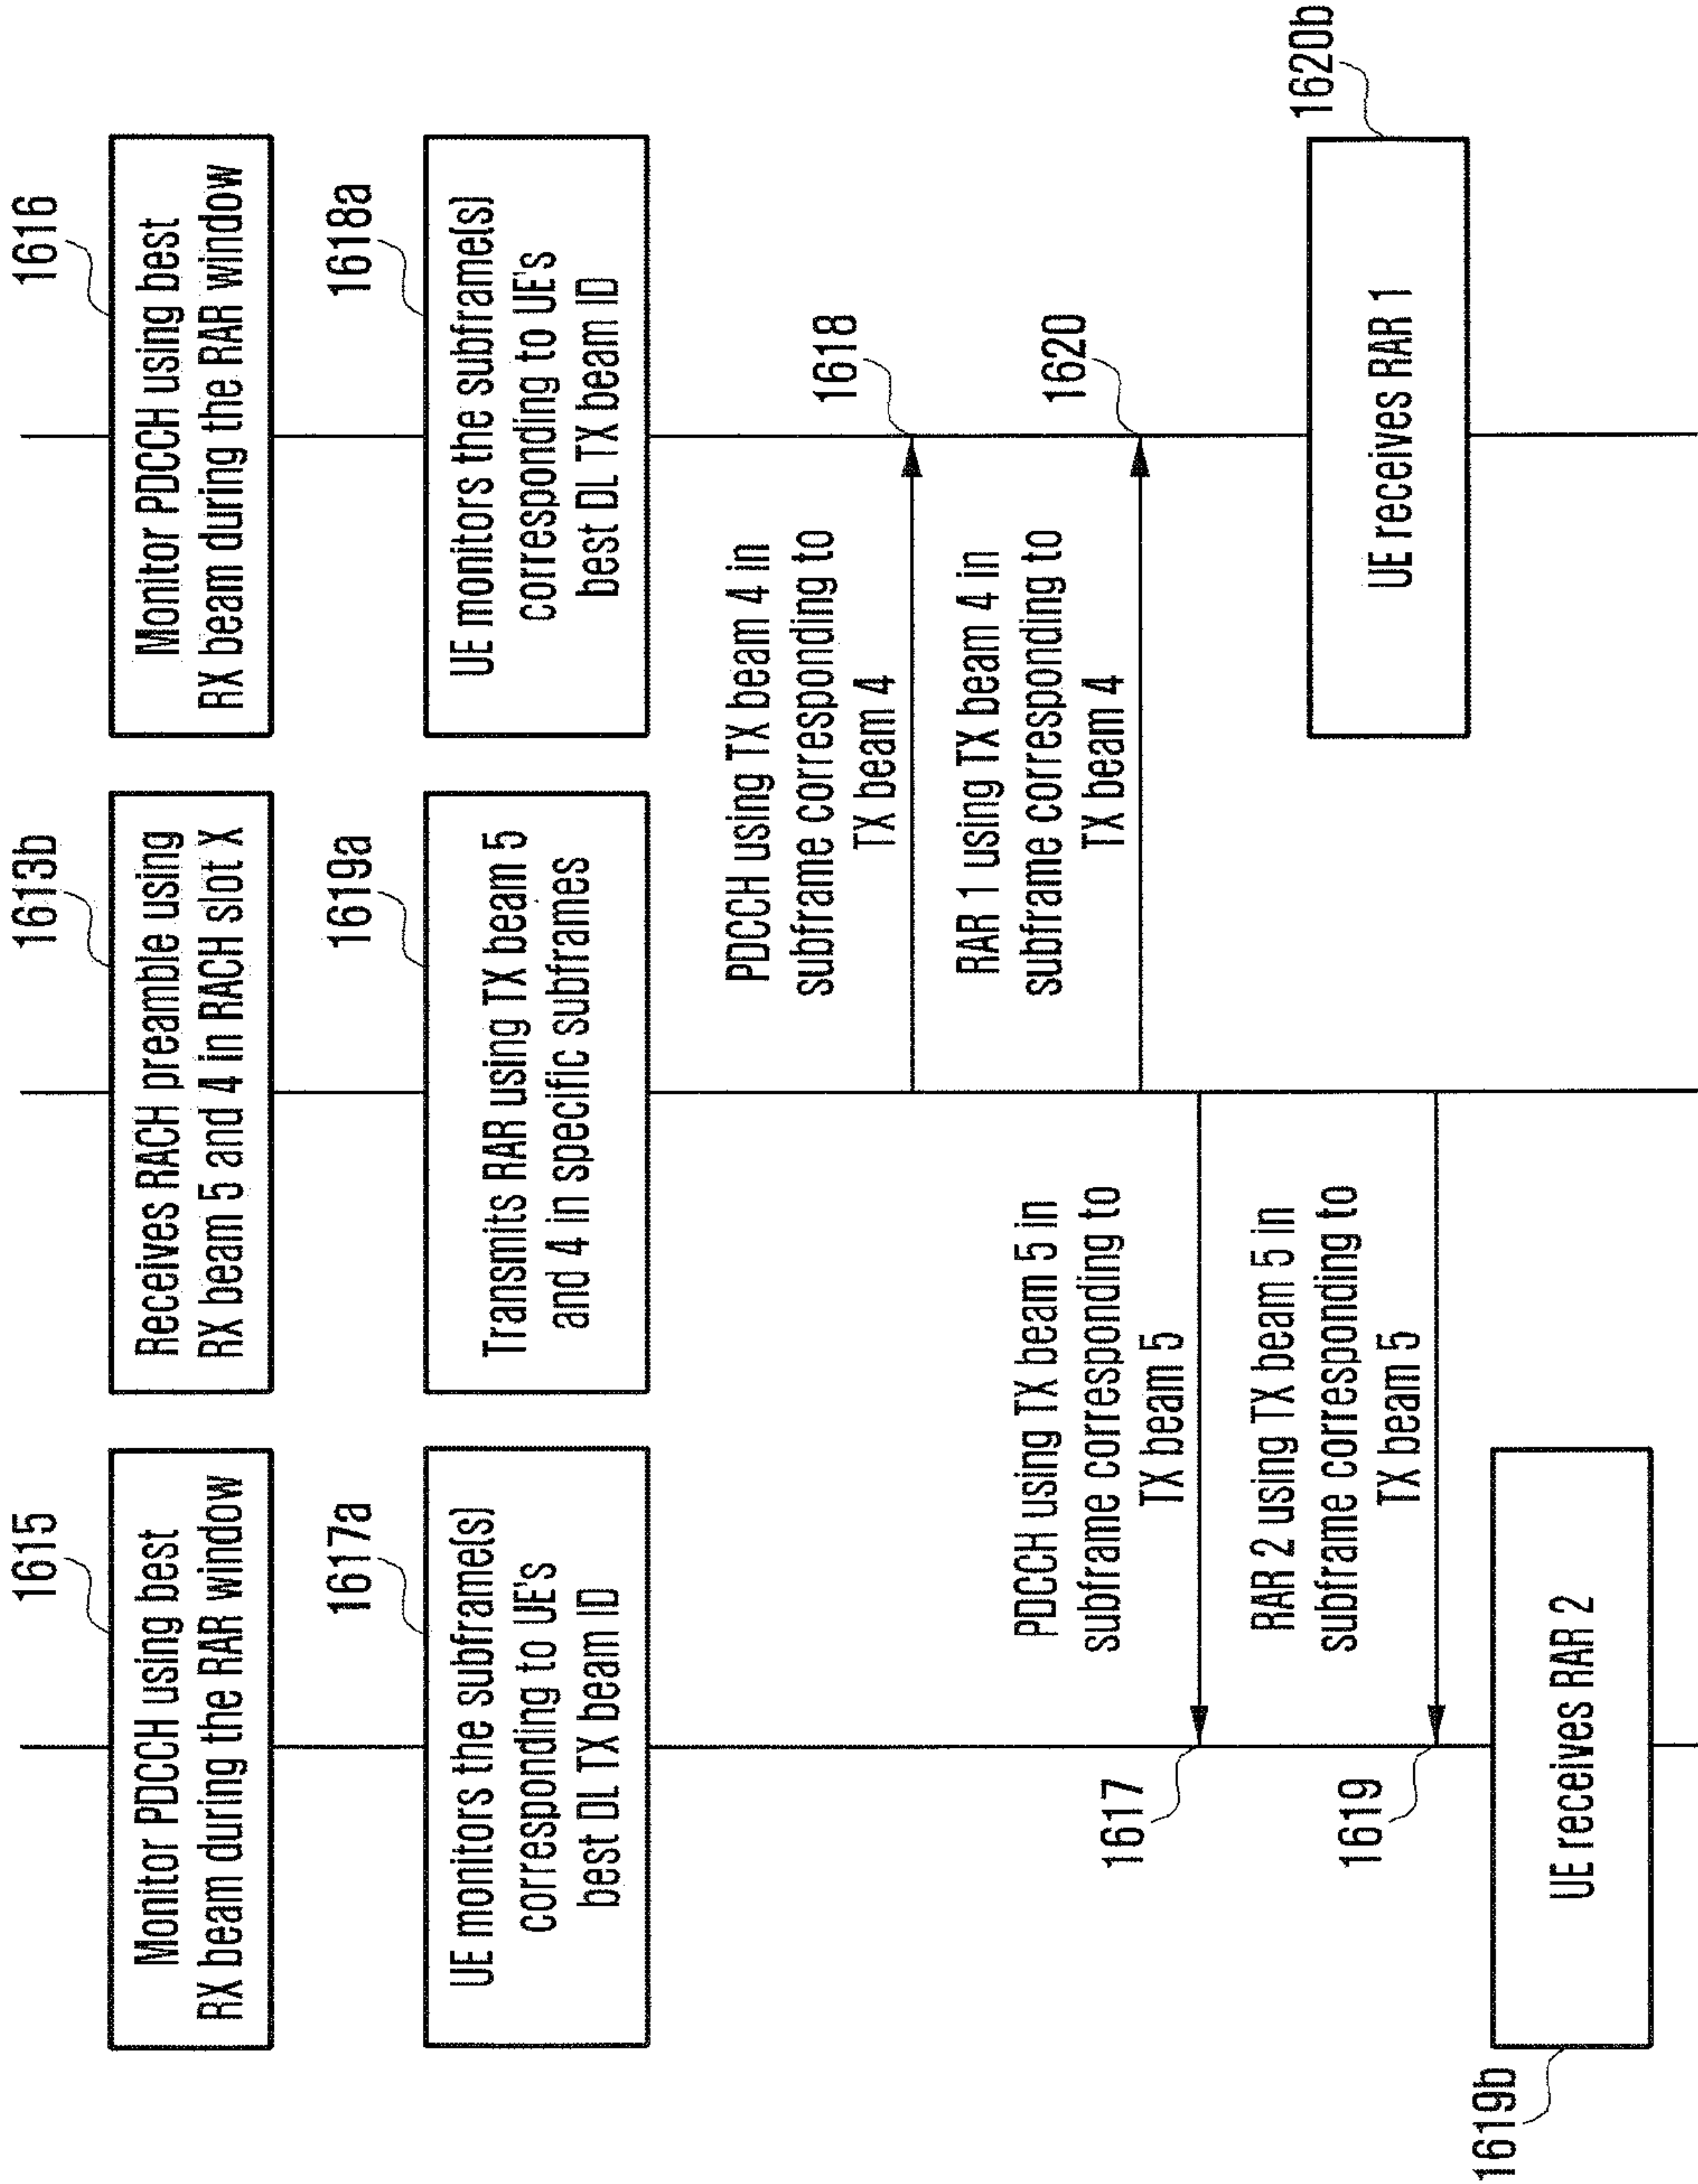 1615
Monitor PDCCH using best
RX beam during the RAR window
1613b
Receives RACH preamble using
RX beam 5 and 4 in RACH slot X
1616
Monitor PDCCH using best
RX beam during the RAR window
1617a
UE monitors the subframe(s)
corresponding to UE's
best DL TX beam ID
1619a
Transmits RAR using TX beam 5
and 4 in specific subframes
1618a
UE monitors the subframe(s)
corresponding to UE's
best DL TX beam ID
PDCCH using TX beam 4 in
subframe corresponding to
TX beam 4
1618
RAR 1 using TX beam 4 in
subframe corresponding to
TX beam 4
1620
PDCCH using TX beam 5 in
subframe corresponding to
TX beam 5
1617
RAR 2 using TX beam 5 in
subframe corresponding to
TX beam 5
1619
UE receives RAR 1
1620b
UE receives RAR 2
1619b